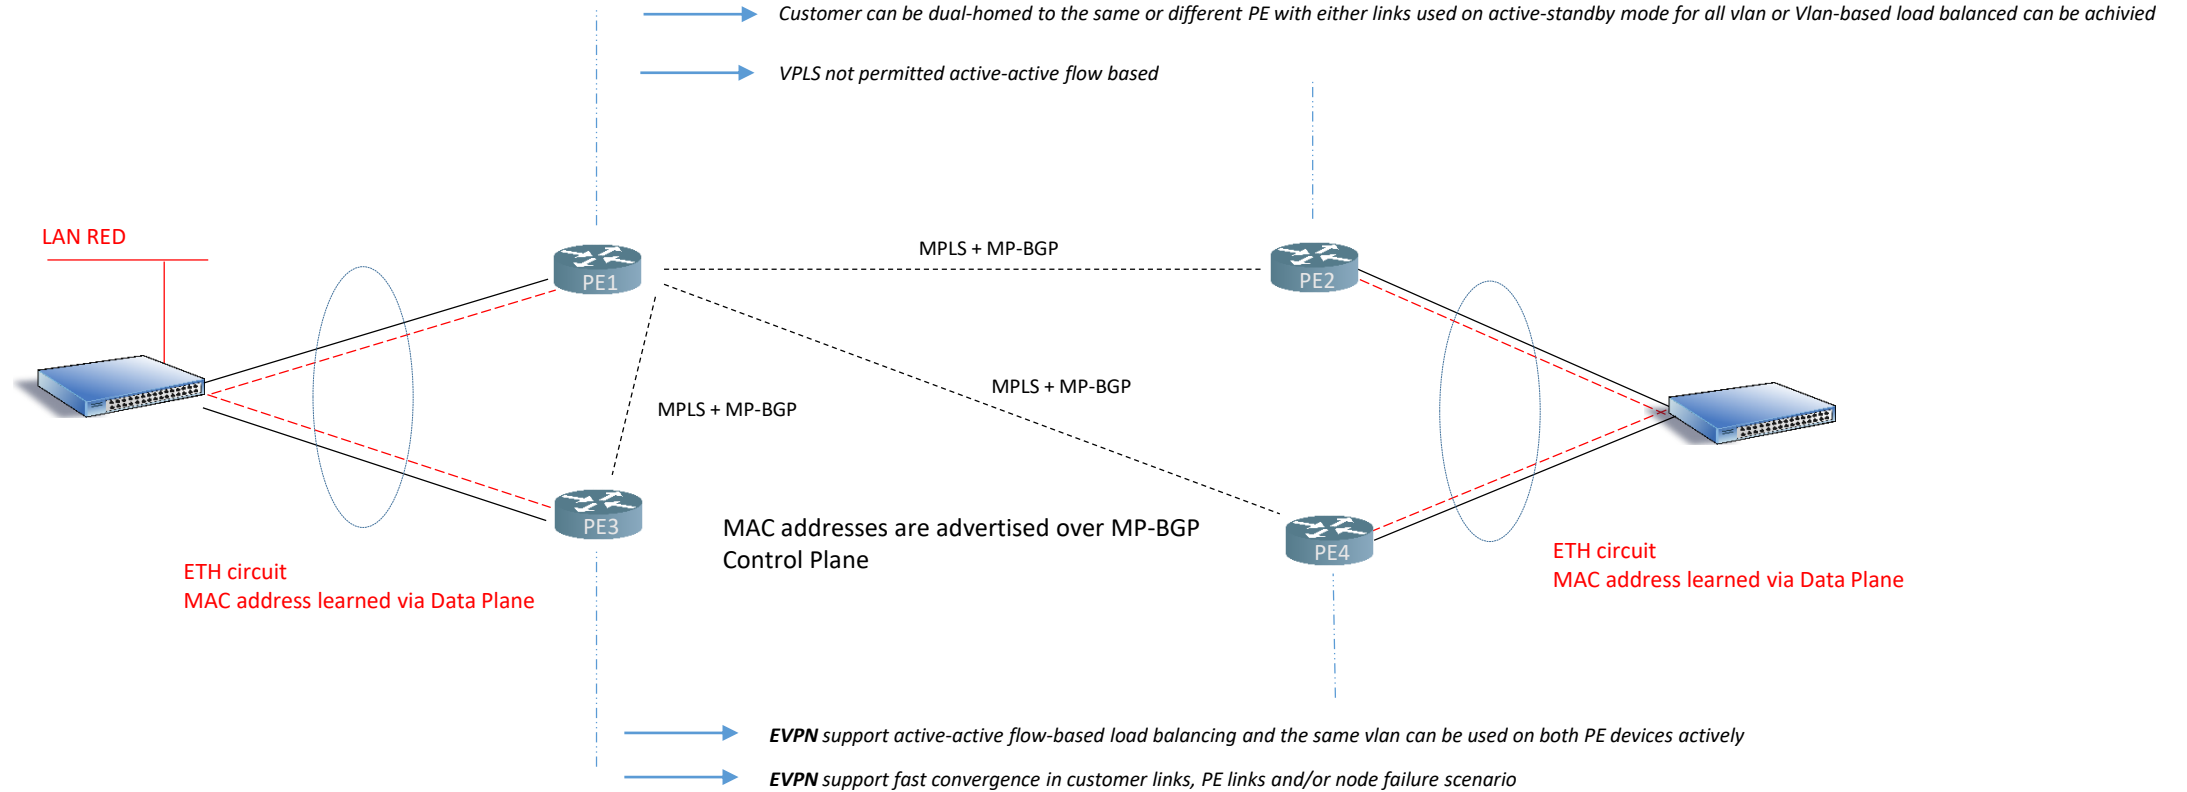 Customer can be dual-homed to the same or different PE with either links used on active-standby mode for all vlan or Vlan-based load balanced can be achivied
VPLS not permitted active-active flow based
LAN RED
MPLS + MP-BGP
PE1
PE2
MPLS + MP-BGP
MPLS + MP-BGP
PE3
MAC addresses are advertised over MP-BGP
Control Plane
PE4
ETH circuit
MAC address learned via Data Plane
ETH circuit
MAC address learned via Data Plane
EVPN support active-active flow-based load balancing and the same vlan can be used on both PE devices actively
EVPN support fast convergence in customer links, PE links and/or node failure scenario